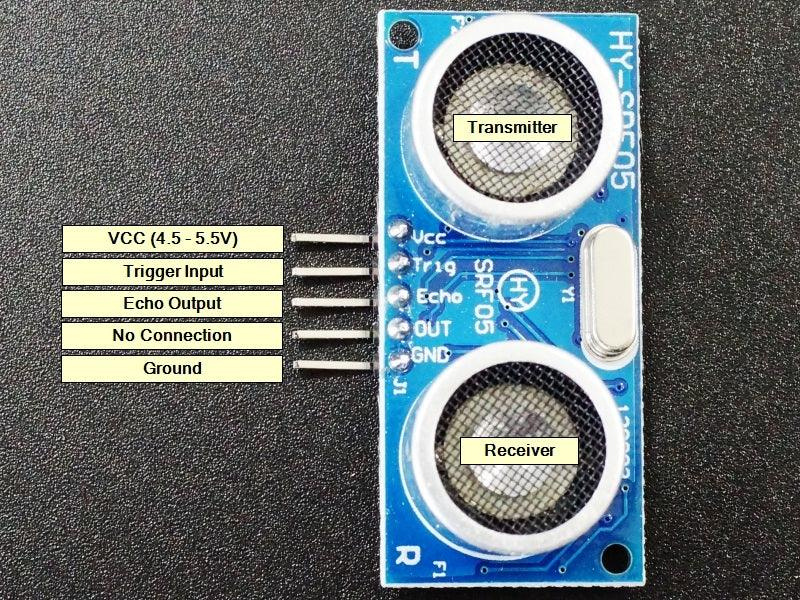 F2
T
HY-SRF05
Transmitter
VCC (4.5 - 5.5V)
Vcc
Trigger Input
Trig
Echo Output
Echo
No Connection
OUT
Ground
GND
SRF05
HY
Y1
J1
Receiver
R
F1